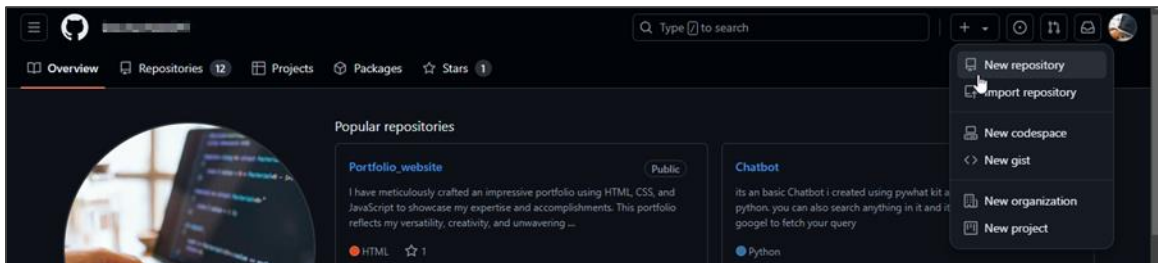 Type / to search
Overview
Repositories 12
Projects
Packages
Stars 1
New repository
Import repository
New codespace
New gist
New organization
New project
Popular repositories
Portfolio_website
Public
I have meticulously crafted an impressive portfolio using HTML, CSS, and
JavaScript to showcase my expertise and accomplishments. This portfolio
reflects my versatility, creativity, and unwavering ...
HTML 1
Chatbot
its an basic Chatbot i created using pywhat kit a
python. you can also search anything in it and it
googel to fetch your query
Python